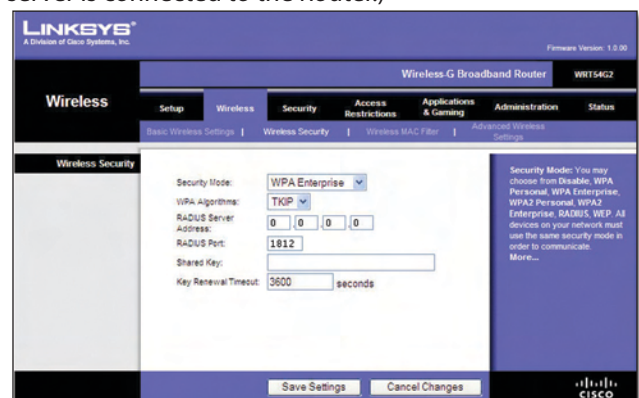 server is connected to the Router.)
LINKSYS®
A Division of Cisco Systems, Inc.
Firmware Version: 1.0.00
Wireless-G Broadband Router WRT54G2
Wireless
Setup Wireless Security Access Restrictions Applications & Gaming Administration Status
Basic Wireless Settings | Wireless Security | Wireless MAC Filter | Advanced Wireless Settings
Wireless Security
Security Mode: WPA Enterprise
WPA Algorithms: TKIP
RADIUS Server Address: 0 . 0 . 0 . 0
RADIUS Port: 1812
Shared Key:
Key Renewal Timeout: 3600 seconds
Security Mode: You may
choose from Disable, WPA
Personal, WPA Enterprise,
WPA2 Personal, WPA2
Enterprise, RADIUS, WEP. All
devices on your network must
use the same security mode in
order to communicate.
More...
Save Settings Cancel Changes
CISCO